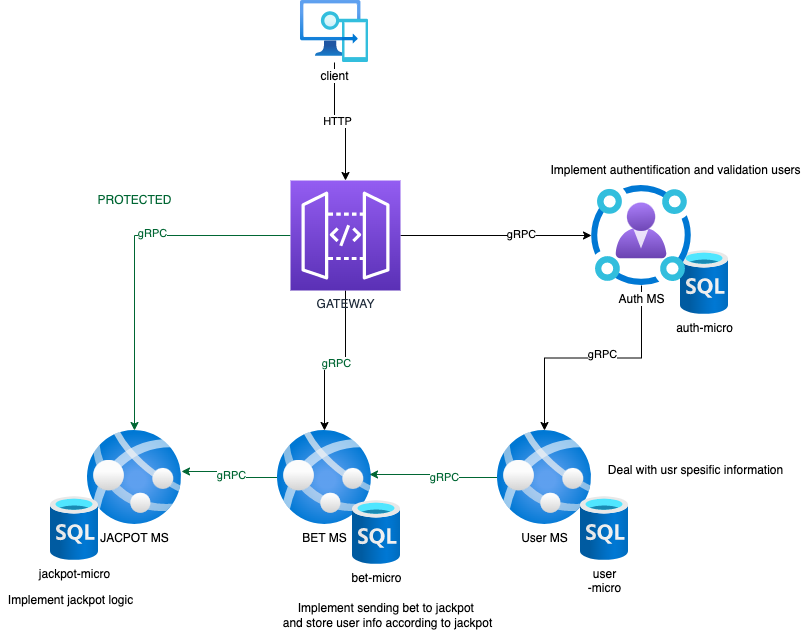 client
HTTP
Implement authentification and validation users
PROTECTED
gRPC
gRPC
</>
SQL
Auth MS
GATEWAY
auth-micro
gRPC
gRPC
Deal with usr spesific information
gRPC
gRPC
SQL
JACPOT MS
BET MS
SQL
User MS
SQL
jackpot-micro
bet-micro
user
-micro
Implement jackpot logic
Implement sending bet to jackpot
and store user info according to jackpot